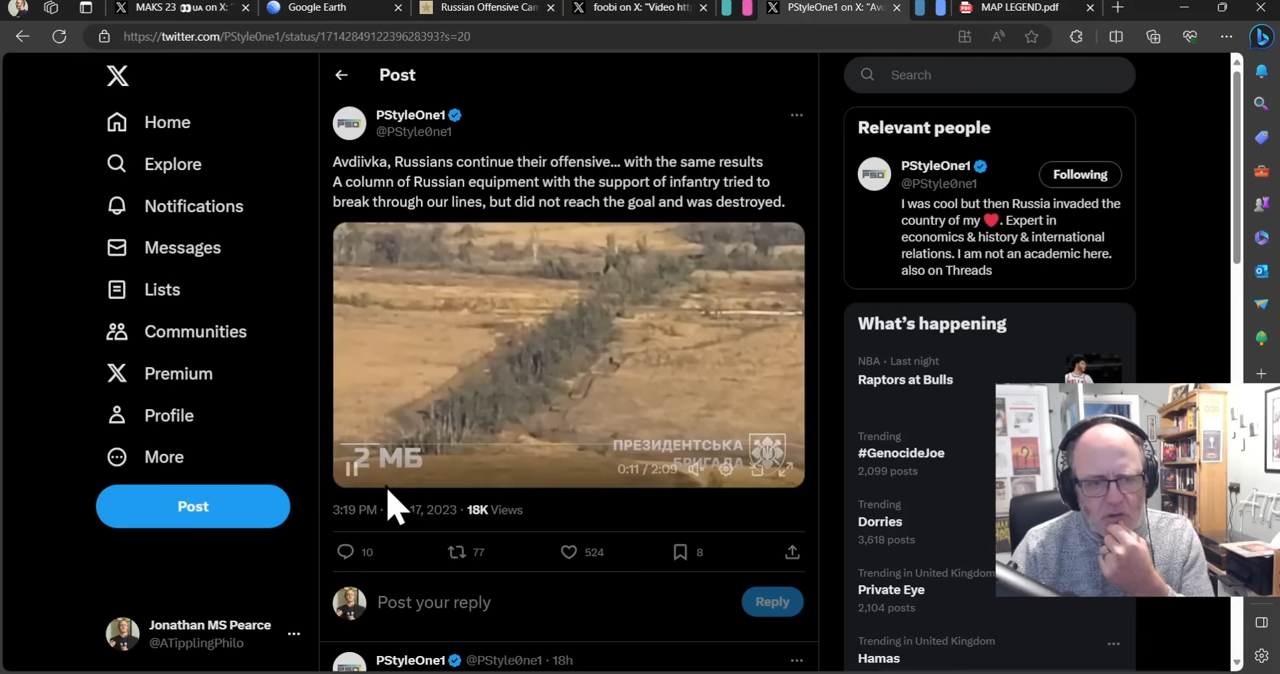 MAKS 23 UA on X: "
Google Earth
Russian Offensive Cam
foobi on X: "Video htt
PStyleOne1 on X: "Avd
MAP LEGEND.pdf
https://twitter.com/PStyle0ne1/status/1714284912239628393?s=20
Post
Search
Home
Explore
Notifications
Messages
Lists
Communities
Premium
Profile
More
Post
Jonathan MS Pearce
@ATipplingPhilo
PStyleOne1
@PStyle0ne1
Avdiivka, Russians continue their offensive... with the same results
A column of Russian equipment with the support of infantry tried to
break through our lines, but did not reach the goal and was destroyed.
2 МБ
ПРЕЗИДЕНТСЬКА
БРИГАДА
0:11 / 2:09
3:19 PM · 17, 2023 · 18K Views
10
77
524
8
Post your reply
Reply
PStyleOne1 @PStyle0ne1 · 18h
Relevant people
PStyleOne1
@PStyle0ne1
Following
I was cool but then Russia invaded the
country of my ❤️. Expert in
economics & history & international
relations. I am not an academic here.
also on Threads
What's happening
NBA · Last night
Raptors at Bulls
Trending
#GenocideJoe
2,099 posts
Trending
Dorries
3,618 posts
Trending in United Kingdom
Private Eye
2,104 posts
Trending in United Kingdom
Hamas